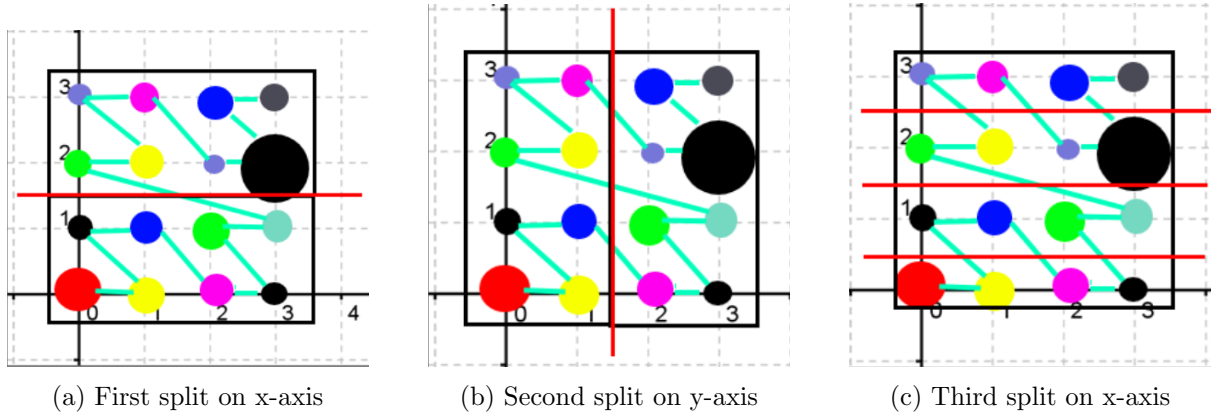 3
2
1
0 1 2 3 4
3
2
1
0 1 2 3
3
2
1
0 1 2 3
(a) First split on x-axis
(b) Second split on y-axis
(c) Third split on x-axis